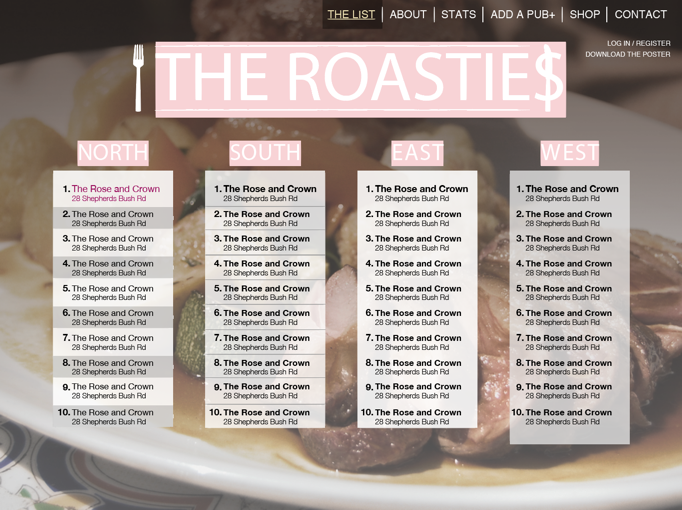 THE LIST | ABOUT | STATS | ADD A PUB+ | SHOP | CONTACT
LOG IN / REGISTER
DOWNLOAD THE POSTER
THE ROASTIE$
NORTH
1. The Rose and Crown
28 Shepherds Bush Rd
2. The Rose and Crown
28 Shepherds Bush Rd
3. The Rose and Crown
28 Shepherds Bush Rd
4. The Rose and Crown
28 Shepherds Bush Rd
5. The Rose and Crown
28 Shepherds Bush Rd
6. The Rose and Crown
28 Shepherds Bush Rd
7. The Rose and Crown
28 Shepherds Bush Rd
8. The Rose and Crown
28 Shepherds Bush Rd
9. The Rose and Crown
28 Shepherds Bush Rd
10. The Rose and Crown
28 Shepherds Bush Rd
SOUTH
1. The Rose and Crown
28 Shepherds Bush Rd
2. The Rose and Crown
28 Shepherds Bush Rd
3. The Rose and Crown
28 Shepherds Bush Rd
4. The Rose and Crown
28 Shepherds Bush Rd
5. The Rose and Crown
28 Shepherds Bush Rd
6. The Rose and Crown
28 Shepherds Bush Rd
7. The Rose and Crown
28 Shepherds Bush Rd
8. The Rose and Crown
28 Shepherds Bush Rd
9. The Rose and Crown
28 Shepherds Bush Rd
10. The Rose and Crown
28 Shepherds Bush Rd
EAST
1. The Rose and Crown
28 Shepherds Bush Rd
2. The Rose and Crown
28 Shepherds Bush Rd
3. The Rose and Crown
28 Shepherds Bush Rd
4. The Rose and Crown
28 Shepherds Bush Rd
5. The Rose and Crown
28 Shepherds Bush Rd
6. The Rose and Crown
28 Shepherds Bush Rd
7. The Rose and Crown
28 Shepherds Bush Rd
8. The Rose and Crown
28 Shepherds Bush Rd
9. The Rose and Crown
28 Shepherds Bush Rd
10. The Rose and Crown
28 Shepherds Bush Rd
WEST
1. The Rose and Crown
28 Shepherds Bush Rd
2. The Rose and Crown
28 Shepherds Bush Rd
3. The Rose and Crown
28 Shepherds Bush Rd
4. The Rose and Crown
28 Shepherds Bush Rd
5. The Rose and Crown
28 Shepherds Bush Rd
6. The Rose and Crown
28 Shepherds Bush Rd
7. The Rose and Crown
28 Shepherds Bush Rd
8. The Rose and Crown
28 Shepherds Bush Rd
9. The Rose and Crown
28 Shepherds Bush Rd
10. The Rose and Crown
28 Shepherds Bush Rd